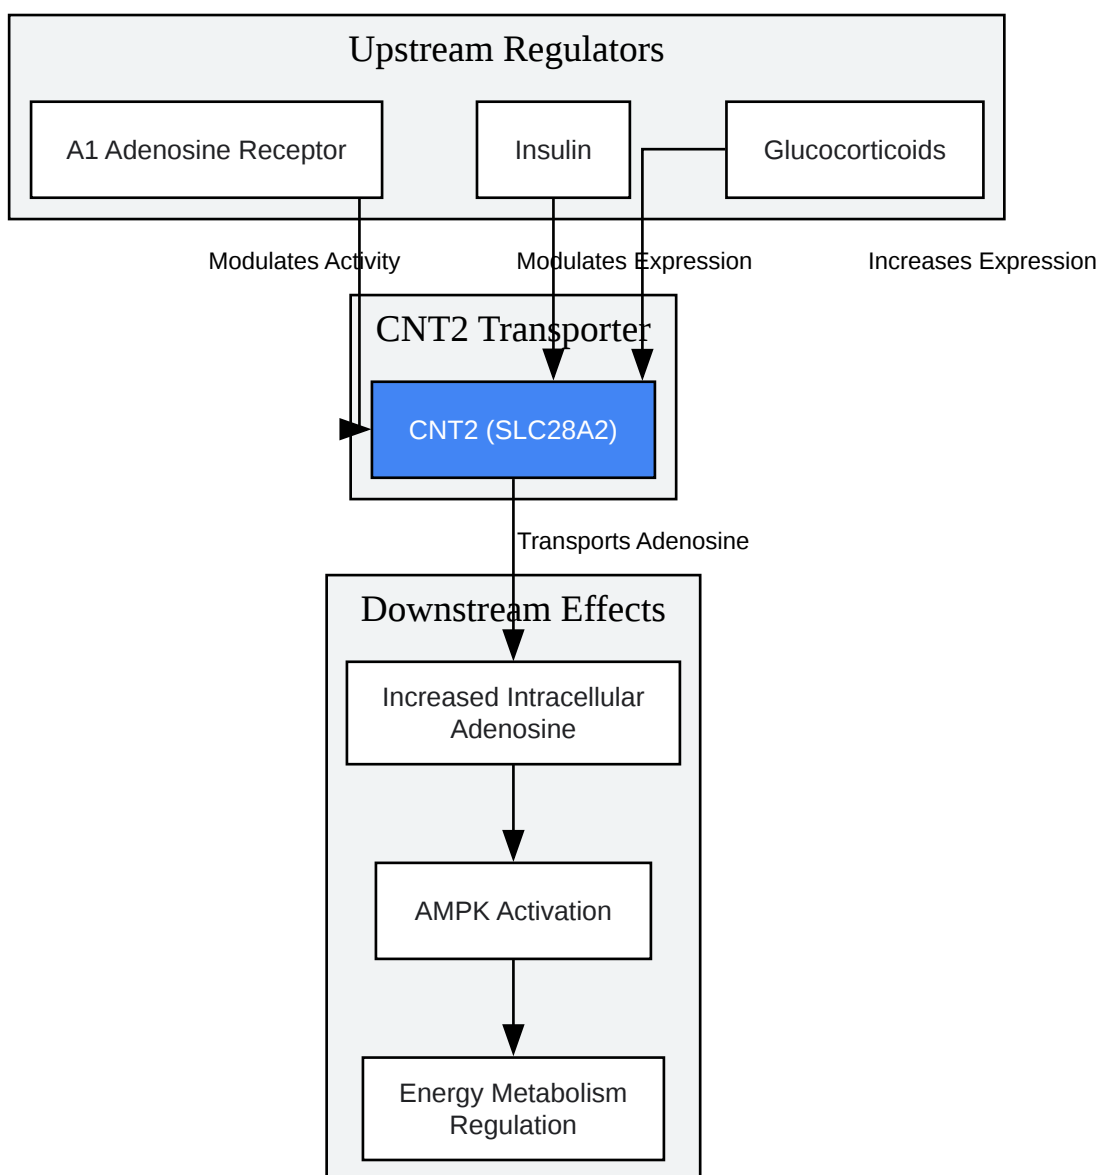 Upstream Regulators
A1 Adenosine Receptor
Insulin
Glucocorticoids
Modulates Activity
Modulates Expression
Increases Expression
CNT2 Transporter
CNT2 (SLC28A2)
Transports Adenosine
Downstream Effects
Increased Intracellular
Adenosine
AMPK Activation
Energy Metabolism
Regulation